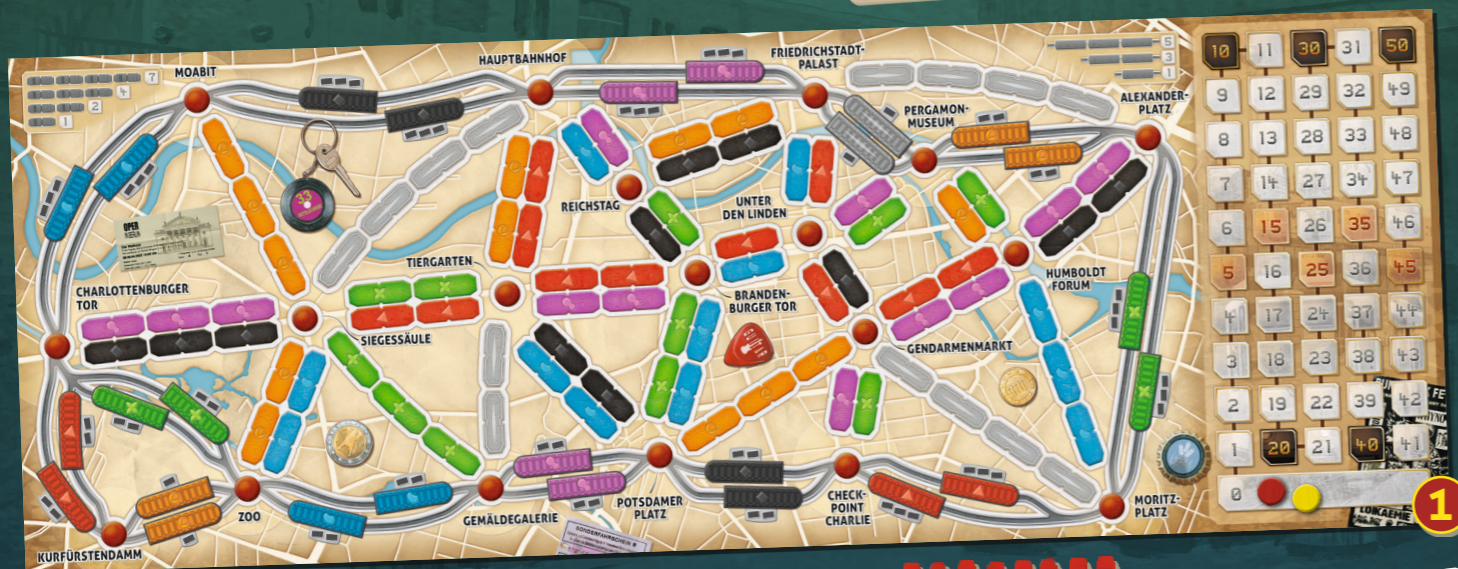 7
4
2
1
MOABIT
HAUPTBAHNHOF
FRIEDRICHSTADT-
PALAST
5
3
1
ALEXANDER-
PLATZ
PERGAMON-
MUSEUM
33
OPER
REICHSTAG
UNTER
DEN LINDEN
TIERGARTEN
CHARLOTTENBURGER
TOR
SIEGESSÄULE
BRANDEN-
BURGER TOR
HUMBOLDT
FORUM
GENDARMENMARKT
ZOO
GEMÄLDEGALERIE
POTSDAMER
PLATZ
CHECK-
POINT
CHARLIE
MORITZ-
PLATZ
KURFÜRSTENDAMM
SONDERFAHRSCHEIN
10 11 30 31 50
9 12 29 32 49
8 13 28 33 48
7 14 27 34 47
6 15 26 35 46
5 16 25 36 45
4 17 24 37 44
3 18 23 38 43
2 19 22 39 42
1 20 21 40 41
0
LOIKAEMIE
1